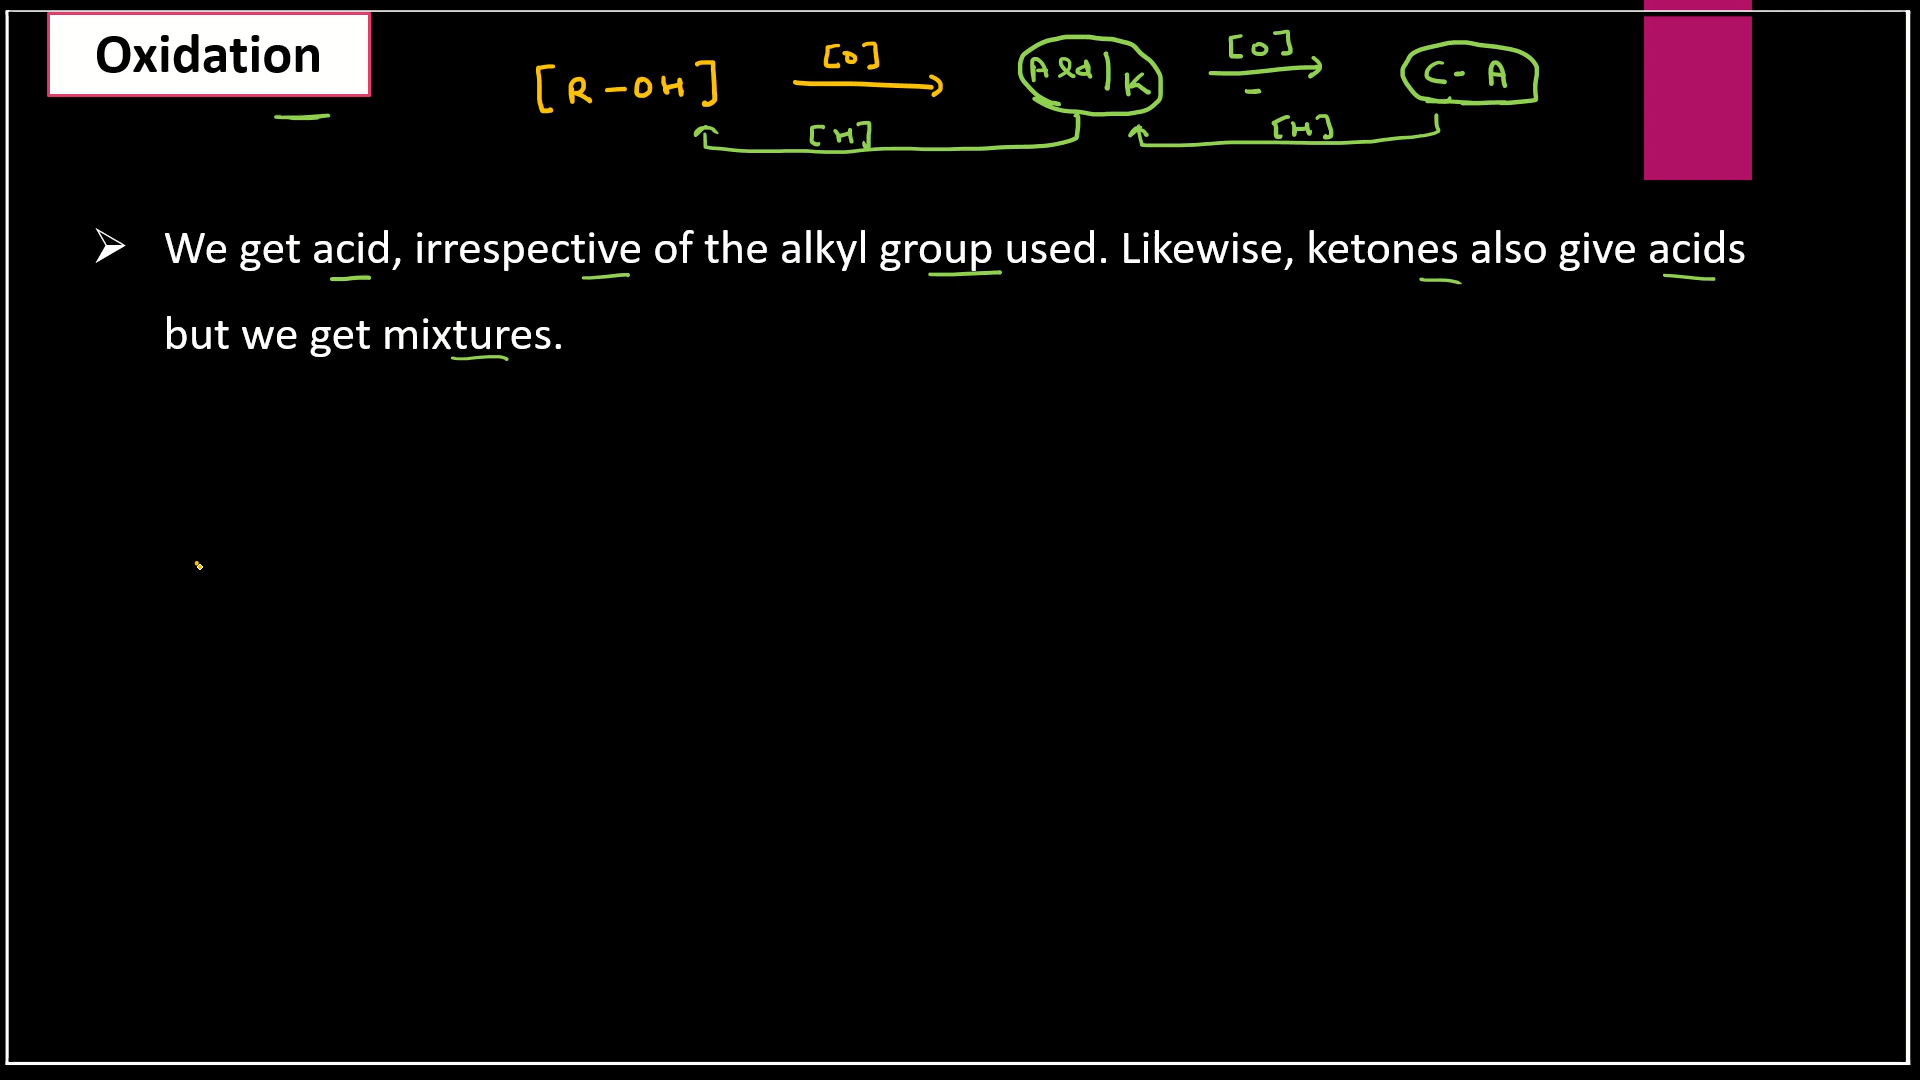 Oxidation
[R-OH] [O] Ald|K [O] C-A
[H] [H]
➢ We get acid, irrespective of the alkyl group used. Likewise, ketones also give acids
but we get mixtures.